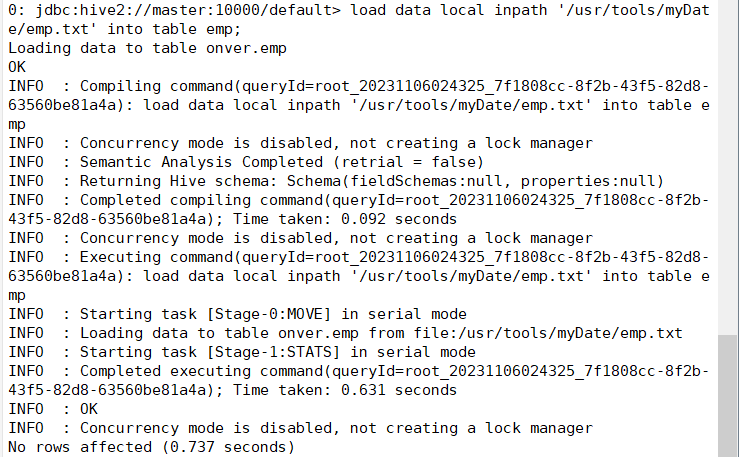 0: jdbc:hive2://master:10000/default> load data local inpath '/usr/tools/myDat
e/emp.txt' into table emp;
Loading data to table onver.emp
OK
INFO  : Compiling command(queryId=root_20231106024325_7f1808cc-8f2b-43f5-82d8-
63560be81a4a): load data local inpath '/usr/tools/myDate/emp.txt' into table e
mp
INFO  : Concurrency mode is disabled, not creating a lock manager
INFO  : Semantic Analysis Completed (retrial = false)
INFO  : Returning Hive schema: Schema(fieldSchemas:null, properties:null)
INFO  : Completed compiling command(queryId=root_20231106024325_7f1808cc-8f2b-
43f5-82d8-63560be81a4a); Time taken: 0.092 seconds
INFO  : Concurrency mode is disabled, not creating a lock manager
INFO  : Executing command(queryId=root_20231106024325_7f1808cc-8f2b-43f5-82d8-
63560be81a4a): load data local inpath '/usr/tools/myDate/emp.txt' into table e
mp
INFO  : Starting task [Stage-0:MOVE] in serial mode
INFO  : Loading data to table onver.emp from file:/usr/tools/myDate/emp.txt
INFO  : Starting task [Stage-1:STATS] in serial mode
INFO  : Completed executing command(queryId=root_20231106024325_7f1808cc-8f2b-
43f5-82d8-63560be81a4a); Time taken: 0.631 seconds
INFO  : OK
INFO  : Concurrency mode is disabled, not creating a lock manager
No rows affected (0.737 seconds)